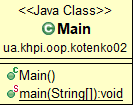 <<Java Class>>
Main
ua.khpi.oop.kotenko02
Main()
main(String[]):void